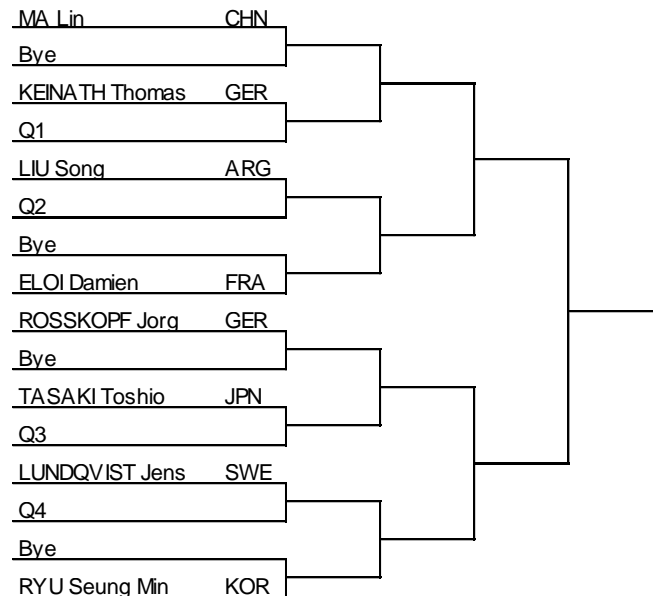 MA Lin CHN
Bye
KEINATH Thomas GER
Q1
LIU Song ARG
Q2
Bye
ELOI Damien FRA
ROSSKOPF Jorg GER
Bye
TASAKI Toshio JPN
Q3
LUNDQVIST Jens SWE
Q4
Bye
RYU Seung Min KOR